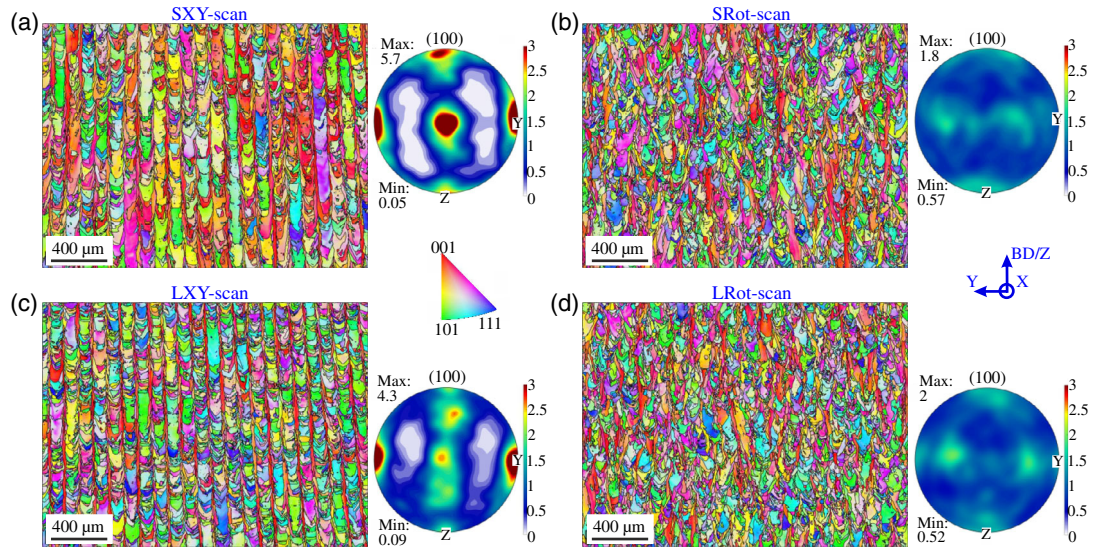 (a)
SXY-scan
Max:
5.7
(100)
3
2.5
2
1.5
1
0.5
0
Y
Min:
0.05
Z
400 μm
(b)
SRot-scan
Max:
1.8
(100)
3
2.5
2
1.5
1
0.5
0
Y
Min:
0.57
Z
400 μm
001
101
111
BD/Z
Y
X
(c)
LXY-scan
Max:
4.3
(100)
3
2.5
2
1.5
1
0.5
0
Y
Min:
0.09
Z
400 μm
(d)
LRot-scan
Max:
2
(100)
3
2.5
2
1.5
1
0.5
0
Y
Min:
0.52
Z
400 μm